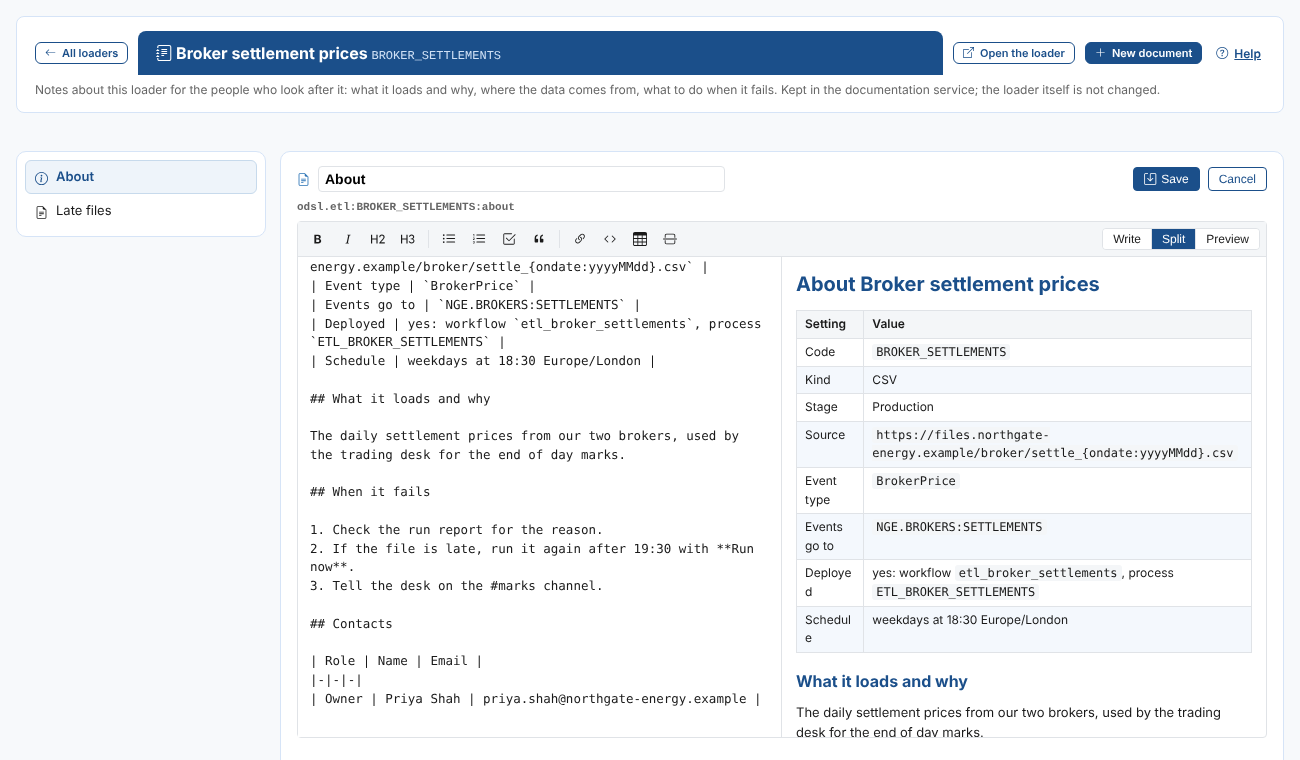 All loaders
Broker settlement prices BROKER_SETTLEMENTS
Open the loader
New document
Help
Notes about this loader for the people who look after it: what it loads and why, where the data comes from, what to do when it fails. Kept in the documentation service; the loader itself is not changed.
About
Late files
About
Save
Cancel
odsl.etl:BROKER_SETTLEMENTS:about
B I H2 H3
Write Split Preview
energy.example/broker/settle_{ondate:yyyyMMdd}.csv` |
| Event type | `BrokerPrice` |
| Events go to | `NGE.BROKERS:SETTLEMENTS` |
| Deployed | yes: workflow `etl_broker_settlements`, process
`ETL_BROKER_SETTLEMENTS` |
| Schedule | weekdays at 18:30 Europe/London |
## What it loads and why
The daily settlement prices from our two brokers, used by
the trading desk for the end of day marks.
## When it fails
1. Check the run report for the reason.
2. If the file is late, run it again after 19:30 with **Run
now**.
3. Tell the desk on the #marks channel.
## Contacts
| Role | Name | Email |
|-|-|-|
| Owner | Priya Shah | priya.shah@northgate-energy.example |
About Broker settlement prices
Setting Value
Code BROKER_SETTLEMENTS
Kind CSV
Stage Production
Source https://files.northgate-
energy.example/broker/settle_{ondate:yyyyMMdd}.csv
Event BrokerPrice
type
Events NGE.BROKERS:SETTLEMENTS
go to
Deploye yes: workflow etl_broker_settlements, process
d ETL_BROKER_SETTLEMENTS
Schedul weekdays at 18:30 Europe/London
e
What it loads and why
The daily settlement prices from our two brokers, used by the trading
desk for the end of day marks.